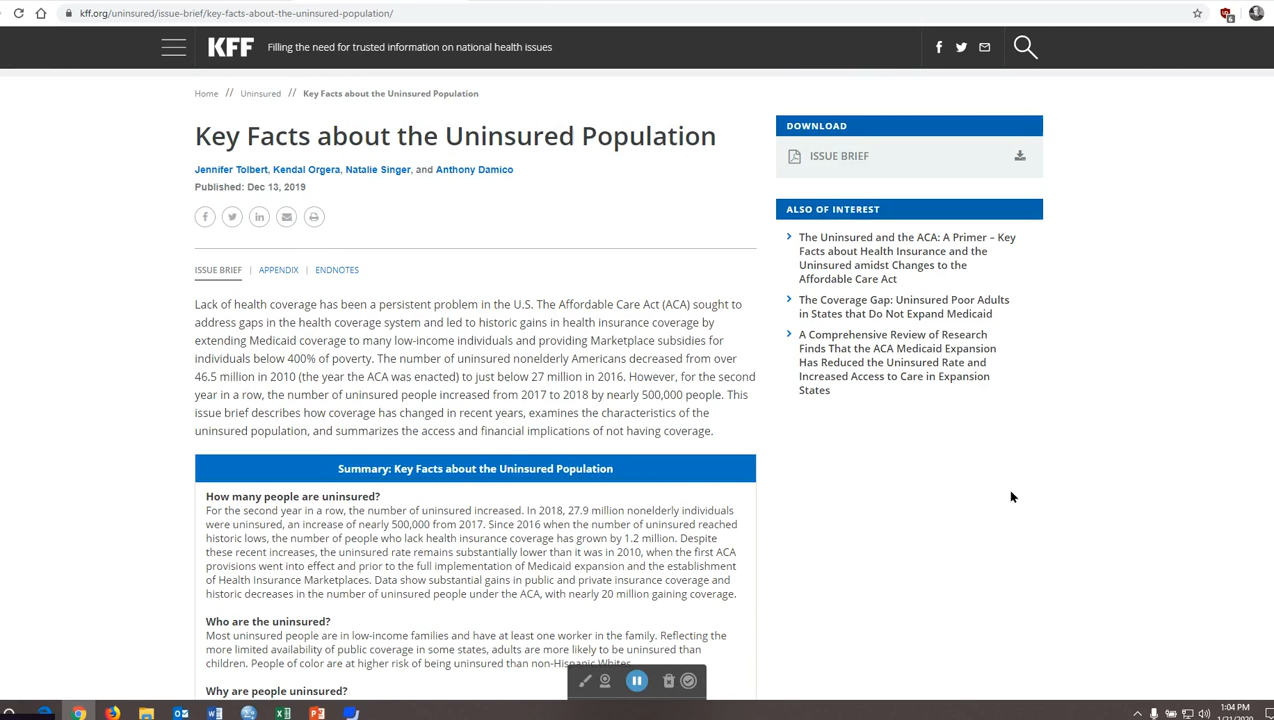 kff.org/uninsured/issue-brief/key-facts-about-the-uninsured-population/
KFF
Filling the need for trusted information on national health issues
Home // Uninsured // Key Facts about the Uninsured Population
Key Facts about the Uninsured Population
Jennifer Tolbert, Kendal Orgera, Natalie Singer, and Anthony Damico
Published: Dec 13, 2019
ISSUE BRIEF | APPENDIX | ENDNOTES
Lack of health coverage has been a persistent problem in the U.S. The Affordable Care Act (ACA) sought to
address gaps in the health coverage system and led to historic gains in health insurance coverage by
extending Medicaid coverage to many low-income individuals and providing Marketplace subsidies for
individuals below 400% of poverty. The number of uninsured nonelderly Americans decreased from over
46.5 million in 2010 (the year the ACA was enacted) to just below 27 million in 2016. However, for the second
year in a row, the number of uninsured people increased from 2017 to 2018 by nearly 500,000 people. This
issue brief describes how coverage has changed in recent years, examines the characteristics of the
uninsured population, and summarizes the access and financial implications of not having coverage.
Summary: Key Facts about the Uninsured Population
How many people are uninsured?
For the second year in a row, the number of uninsured increased. In 2018, 27.9 million nonelderly individuals
were uninsured, an increase of nearly 500,000 from 2017. Since 2016 when the number of uninsured reached
historic lows, the number of people who lack health insurance coverage has grown by 1.2 million. Despite
these recent increases, the uninsured rate remains substantially lower than it was in 2010, when the first ACA
provisions went into effect and prior to the full implementation of Medicaid expansion and the establishment
of Health Insurance Marketplaces. Data show substantial gains in public and private insurance coverage and
historic decreases in the number of uninsured people under the ACA, with nearly 20 million gaining coverage.
Who are the uninsured?
Most uninsured people are in low-income families and have at least one worker in the family. Reflecting the
more limited availability of public coverage in some states, adults are more likely to be uninsured than
children. People of color are at higher risk of being uninsured than non-Hispanic Whites.
Why are people uninsured?
DOWNLOAD
ISSUE BRIEF
ALSO OF INTEREST
The Uninsured and the ACA: A Primer – Key
Facts about Health Insurance and the
Uninsured amidst Changes to the
Affordable Care Act
The Coverage Gap: Uninsured Poor Adults
in States that Do Not Expand Medicaid
A Comprehensive Review of Research
Finds That the ACA Medicaid Expansion
Has Reduced the Uninsured Rate and
Increased Access to Care in Expansion
States
1:04 PM
1/21/2020